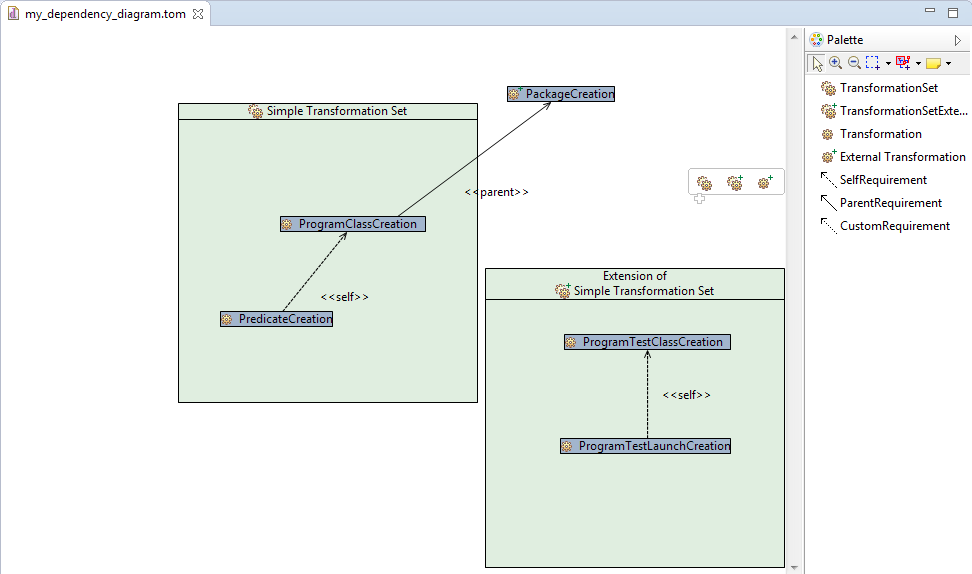 my_dependency_diagram.tom
Palette
TransformationSet
TransformationSetExte...
Transformation
External Transformation
SelfRequirement
ParentRequirement
CustomRequirement
PackageCreation
Simple Transformation Set
<<parent>>
ProgramClassCreation
<<self>>
PredicateCreation
Extension of
Simple Transformation Set
ProgramTestClassCreation
<<self>>
ProgramTestLaunchCreation